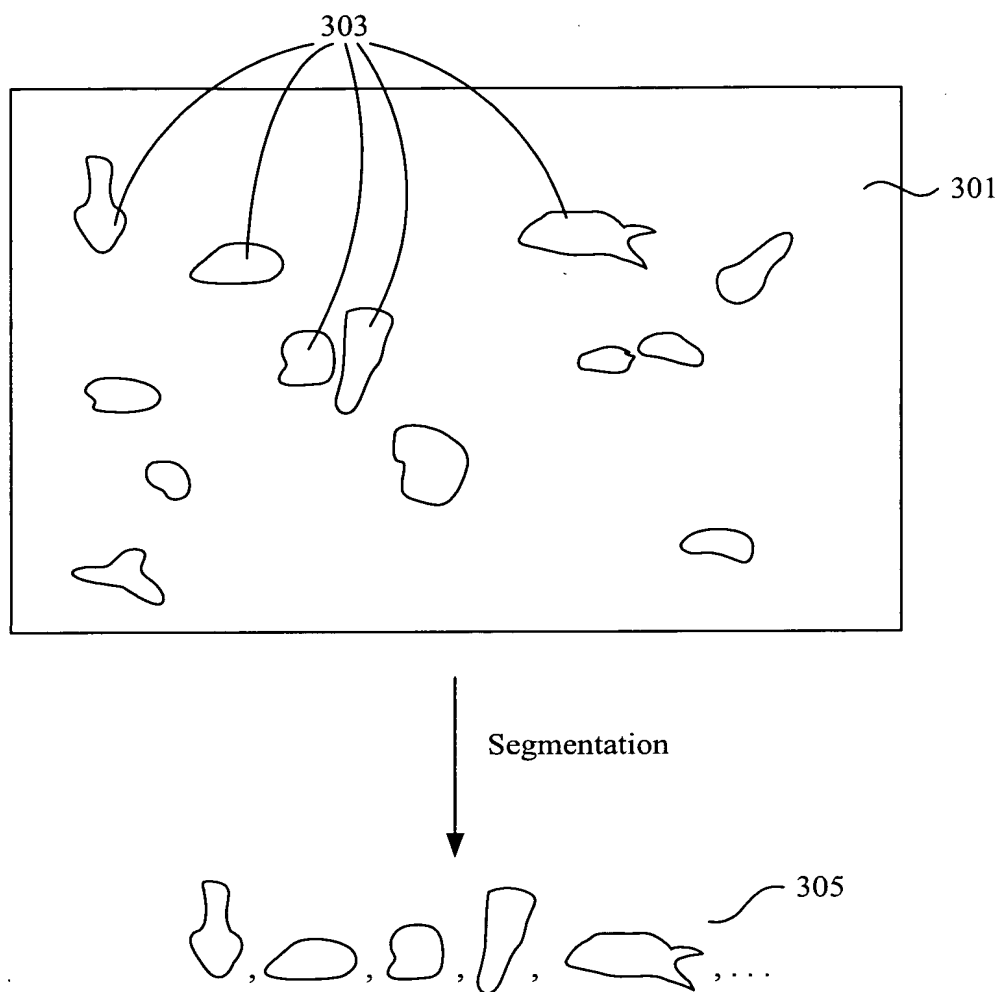 303
301
Segmentation
305
, , , , , . . .